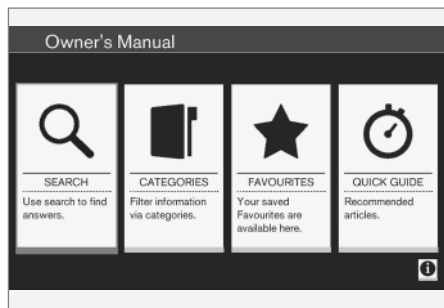 Owner's Manual
SEARCH
Use search to find
answers.
CATEGORIES
Filter information
via categories.
FAVOURITES
Your saved
Favourites are
available here.
QUICK GUIDE
Recommended
articles.
i